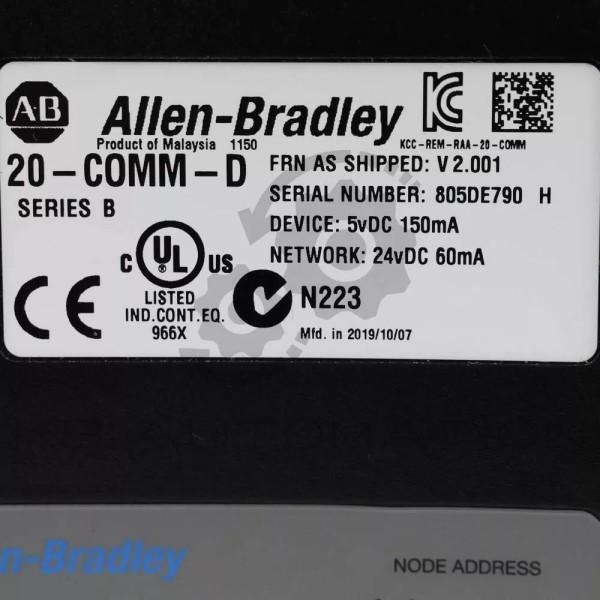 A-B
Allen-Bradley
Product of Malaysia 1150
KCC-REM-RAA-20-COMM
20-COMM-D
SERIES B
FRN AS SHIPPED: V 2.001
SERIAL NUMBER: 805DE790 H
DEVICE: 5vDC 150mA
NETWORK: 24vDC 60mA
C UL US
LISTED
IND.CONT.EQ.
966X
CE
N223
Mfd. in 2019/10/07
n-Bradley
NODE ADDRESS